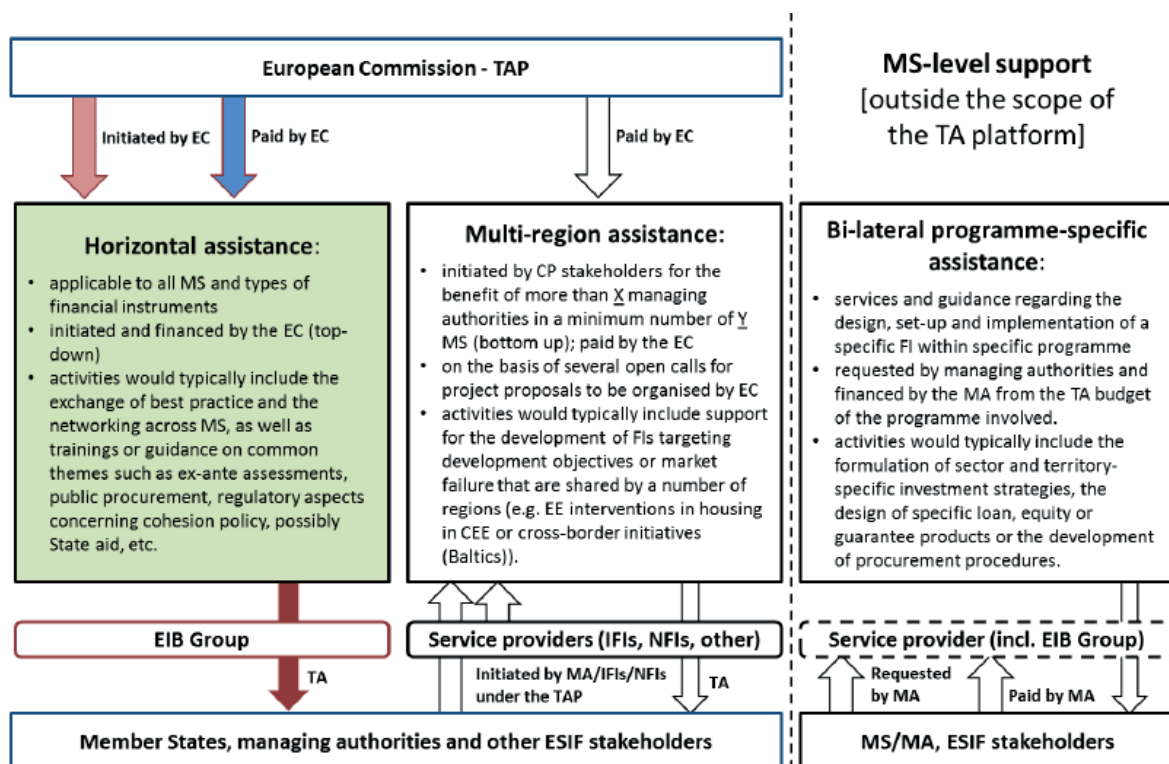 European Commission - TAP
MS-level support
[outside the scope of
the TA platform]
Initiated by EC
Paid by EC
Paid by EC
Horizontal assistance:
• applicable to all MS and types of
financial instruments
• initiated and financed by the EC (top-
down)
• activities would typically include the
exchange of best practice and the
networking across MS, as well as
trainings or guidance on common
themes such as ex-ante assessments,
public procurement, regulatory aspects
concerning cohesion policy, possibly
State aid, etc.
Multi-region assistance:
• initiated by CP stakeholders for the
benefit of more than X managing
authorities in a minimum number of Y
MS (bottom up); paid by the EC
• on the basis of several open calls for
project proposals to be organised by EC
• activities would typically include support
for the development of FIs targeting
development objectives or market
failure that are shared by a number of
regions (e.g. EE interventions in housing
in CEE or cross-border initiatives
(Baltics)).
Bi-lateral programme-specific
assistance:
• services and guidance regarding the
design, set-up and implementation of a
specific FI within specific programme
• requested by managing authorities and
financed by the MA from the TA budget
of the programme involved.
• activities would typically include the
formulation of sector and territory-
specific investment strategies, the
design of specific loan, equity or
guarantee products or the development
of procurement procedures.
EIB Group
Service providers (IFIs, NFIs, other)
Service provider (incl. EIB Group)
TA
Initiated by MA/IFIs/NFIs
under the TAP
TA
Requested
by MA
Paid by MA
Member States, managing authorities and other ESIF stakeholders
MS/MA, ESIF stakeholders